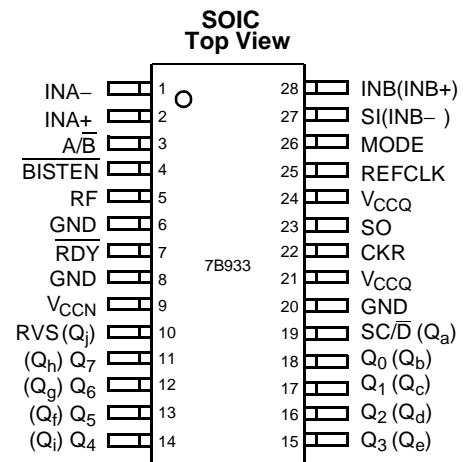 SOIC
Top View
INA– 1 28 INB(INB+)
INA+ 2 27 SI(INB– )
A/B̅ 3 26 MODE
B̅I̅S̅T̅E̅N̅ 4 25 REFCLK
RF 5 24 VCCQ
GND 6 23 SO
R̅D̅Y̅ 7 22 CKR
7B933
GND 8 21 VCCQ
VCCN 9 20 GND
RVS(Qj) 10 19 SC/D̅ (Qa)
(Qh) Q7 11 18 Q0 (Qb)
(Qg) Q6 12 17 Q1 (Qc)
(Qf) Q5 13 16 Q2 (Qd)
(Qi) Q4 14 15 Q3 (Qe)